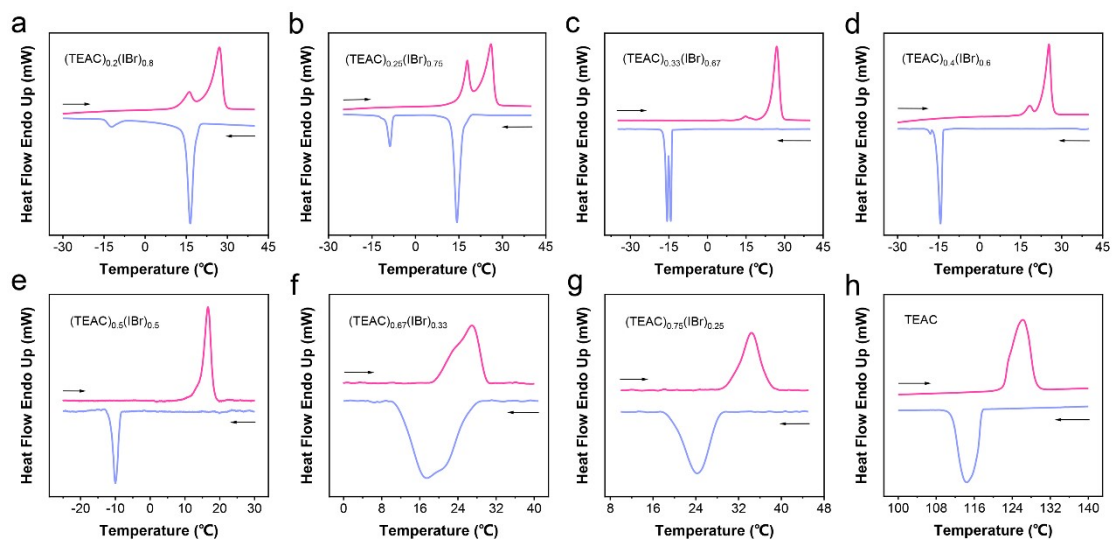 a
(TEAC)0.2(IBr)0.8
Heat Flow Endo Up (mW)
-30 -15 0 15 30 45
Temperature (℃)
b
(TEAC)0.25(IBr)0.75
Heat Flow Endo Up (mW)
-30 -15 0 15 30 45
Temperature (℃)
c
(TEAC)0.33(IBr)0.67
Heat Flow Endo Up (mW)
-30 -15 0 15 30 45
Temperature (℃)
d
(TEAC)0.4(IBr)0.6
Heat Flow Endo Up (mW)
-30 -15 0 15 30 45
Temperature (℃)
e
(TEAC)0.5(IBr)0.5
Heat Flow Endo Up (mW)
-20 -10 0 10 20 30
Temperature (℃)
f
(TEAC)0.67(IBr)0.33
Heat Flow Endo Up (mW)
0 8 16 24 32 40
Temperature (℃)
g
(TEAC)0.75(IBr)0.25
Heat Flow Endo Up (mW)
8 16 24 32 40 48
Temperature (℃)
h
TEAC
Heat Flow Endo Up (mW)
100 108 116 124 132 140
Temperature (℃)